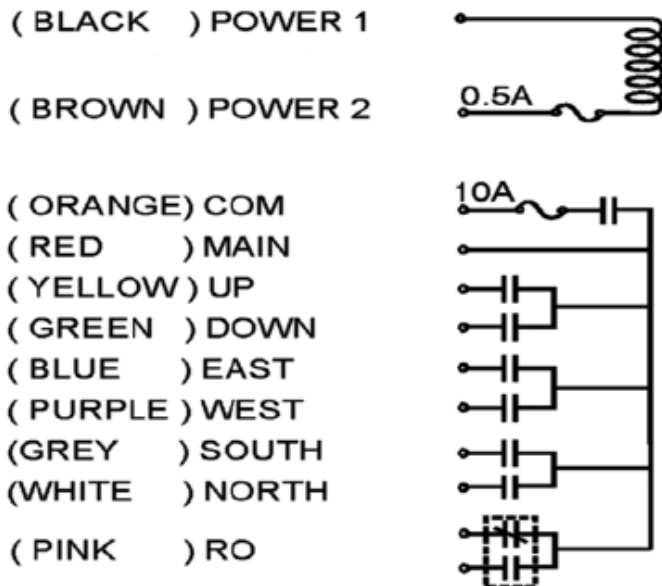 ( BLACK ) POWER 1
( BROWN ) POWER 2 0.5A
( ORANGE) COM 10A
( RED ) MAIN
( YELLOW ) UP
( GREEN ) DOWN
( BLUE ) EAST
( PURPLE ) WEST
(GREY ) SOUTH
(WHITE ) NORTH
( PINK ) RO